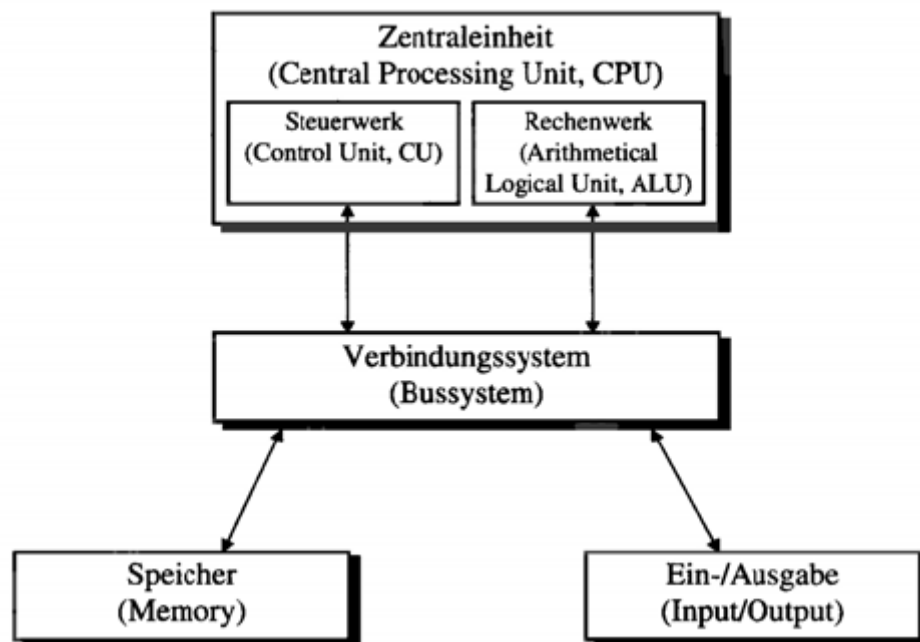 Zentraleinheit
(Central Processing Unit, CPU)
Steuerwerk
(Control Unit, CU)
Rechenwerk
(Arithmetical
Logical Unit, ALU)
Verbindungssystem
(Bussystem)
Speicher
(Memory)
Ein-/Ausgabe
(Input/Output)